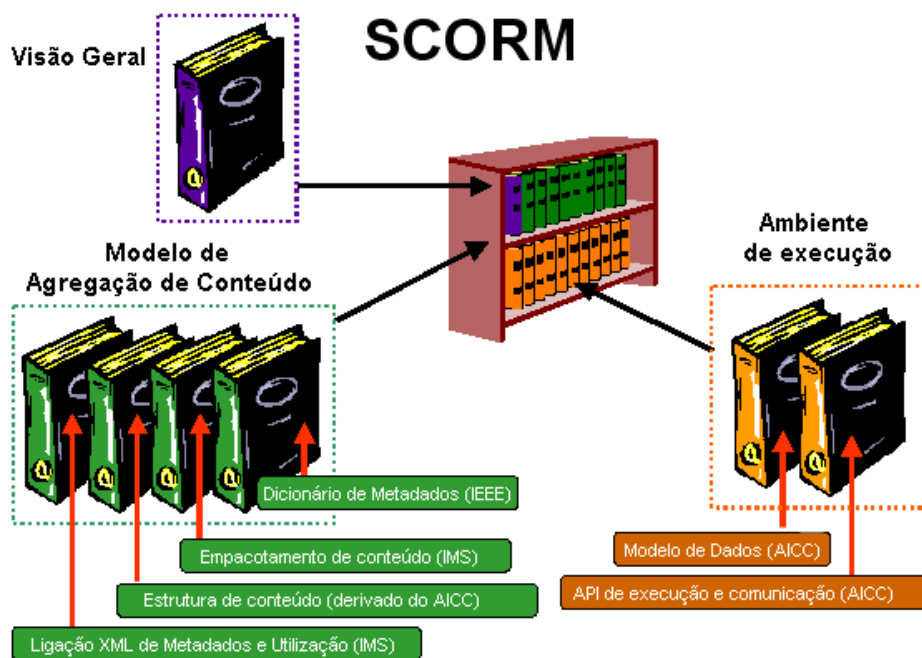 SCORM
Visão Geral
Modelo de
Agregação de Conteúdo
Ambiente
de execução
Dicionário de Metadados (IEEE)
Empacotamento de conteúdo (IMS)
Estrutura de conteúdo (derivado do AICC)
Ligação XML de Metadados e Utilização (IMS)
Modelo de Dados (AICC)
API de execução e comunicação (AICC)